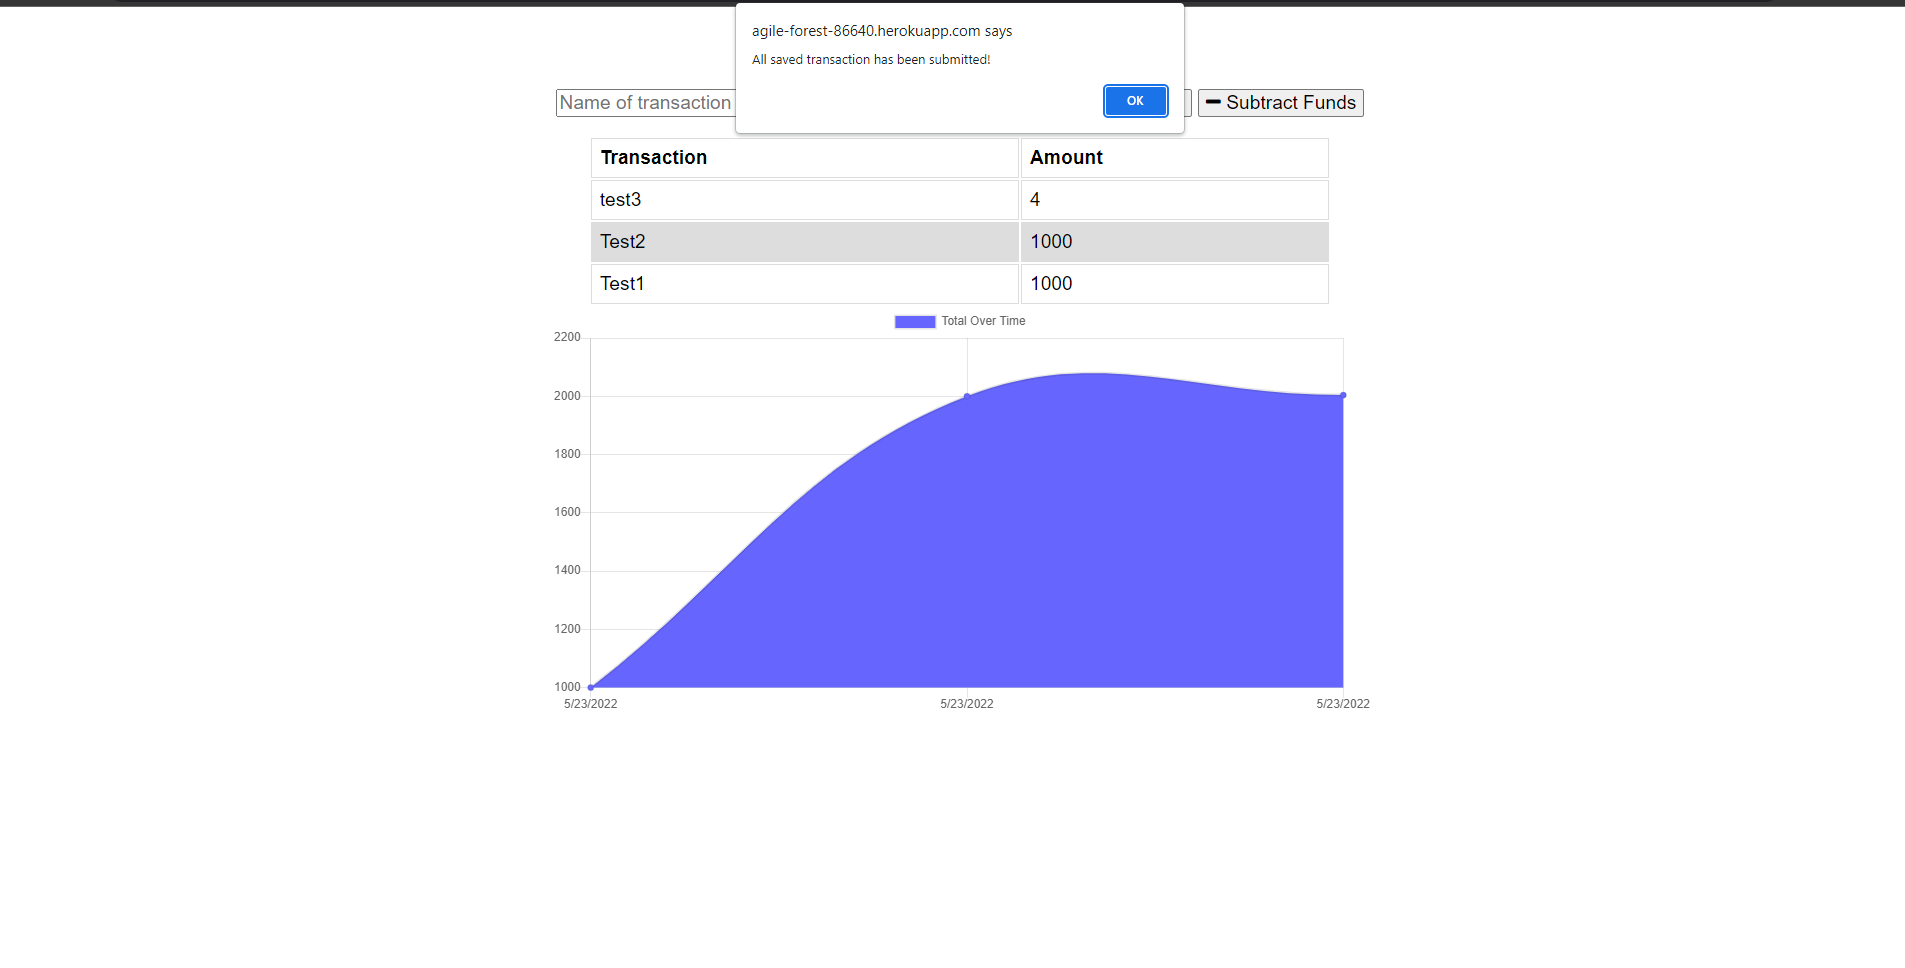 agile-forest-86640.herokuapp.com says
All saved transaction has been submitted!
OK
Name of transaction
Subtract Funds
Transaction Amount
test3 4
Test2 1000
Test1 1000
Total Over Time
2200
2000
1800
1600
1400
1200
1000
5/23/2022 5/23/2022 5/23/2022